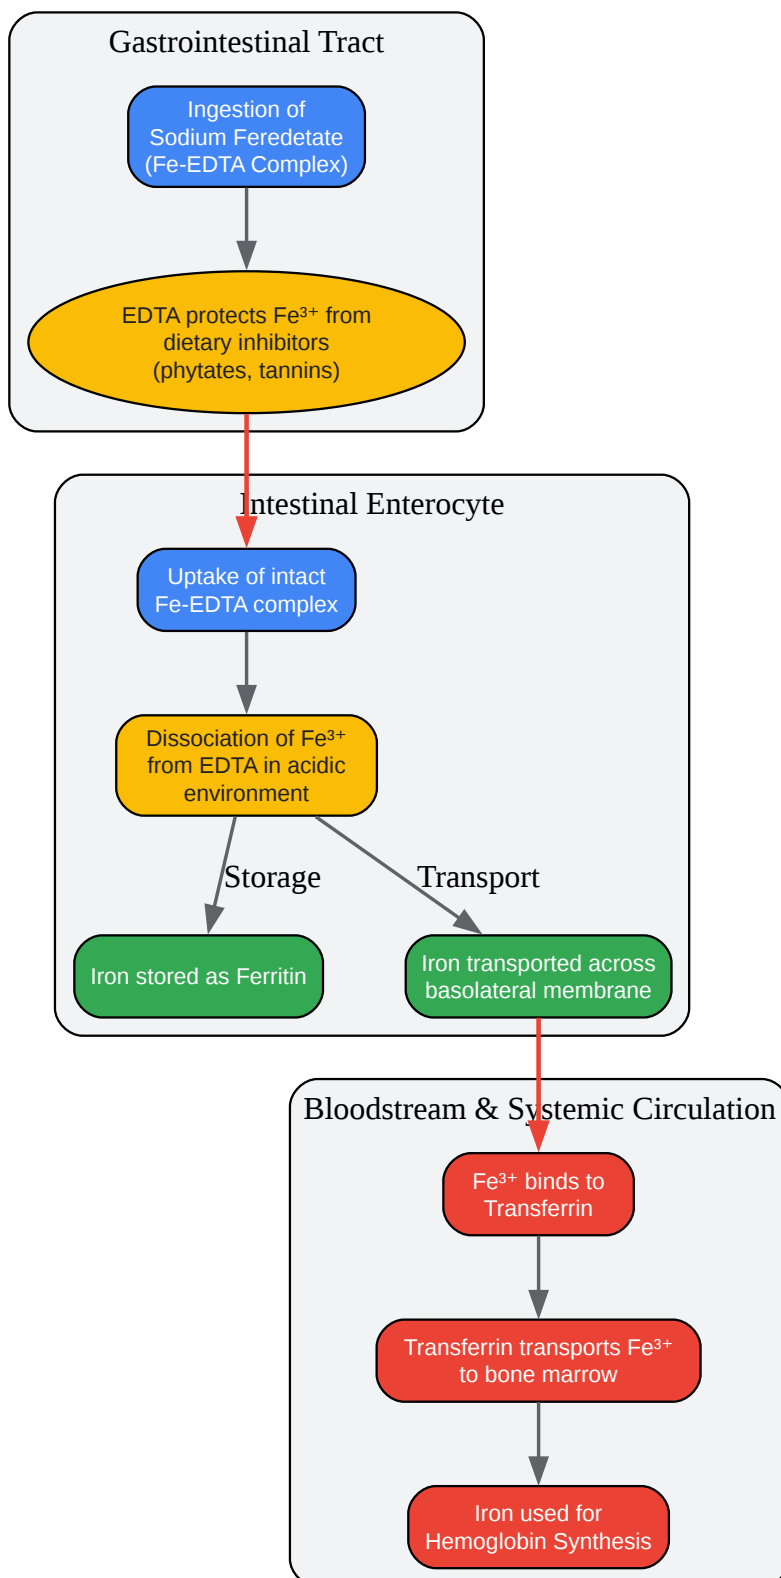 Gastrointestinal Tract
Ingestion of
Sodium Feredetate
(Fe-EDTA Complex)
EDTA protects Fe³⁺ from
dietary inhibitors
(phytates, tannins)
Intestinal Enterocyte
Uptake of intact
Fe-EDTA complex
Dissociation of Fe³⁺
from EDTA in acidic
environment
Storage
Transport
Iron stored as Ferritin
Iron transported across
basolateral membrane
Bloodstream & Systemic Circulation
Fe³⁺ binds to
Transferrin
Transferrin transports Fe³⁺
to bone marrow
Iron used for
Hemoglobin Synthesis